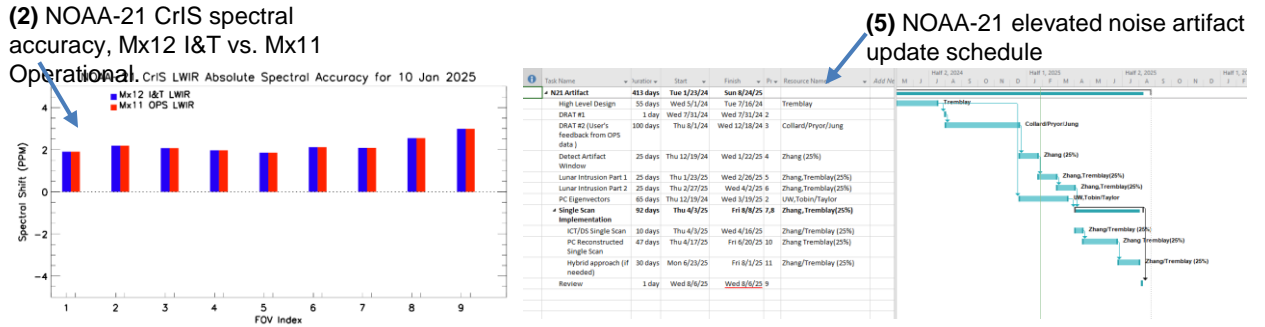 (2) NOAA-21 CrIS spectral
accuracy, Mx12 I&T vs. Mx11
Operational.
NOAA-21 CrIS LWIR Absolute Spectral Accuracy for 10 Jan 2025
Mx12 I&T LWIR
Mx11 OPS LWIR
4
2
0
−2
−4
Spectral Shift (PPM)
1 2 3 4 5 6 7 8 9
FOV Index
(5) NOAA-21 elevated noise artifact
update schedule
Task Name Duration Start Finish Pr Resource Name Add Ne
N21 Artifact 413 days Tue 1/23/24 Sun 8/24/25
High Level Design 55 days Wed 5/1/24 Tue 7/16/24 Tremblay
DRAT #1 1 day Wed 7/31/24 Wed 7/31/24 2
DRAT #2 (User's 100 days Thu 8/1/24 Wed 12/18/24 3 Collard/Pryor/Jung
feedback from OPS
data )
Detect Artifact 25 days Thu 12/19/24 Wed 1/22/25 4 Zhang (25%)
Window
Lunar Intrusion Part 1 25 days Thu 1/23/25 Wed 2/26/25 5 Zhang,Tremblay(25%)
Lunar Intrusion Part 2 25 days Thu 2/27/25 Wed 4/2/25 6 Zhang,Tremblay(25%)
PC Eigenvectors 65 days Thu 12/19/24 Wed 3/19/25 2 UW,Tobin/Taylor
Single Scan 92 days Thu 4/3/25 Fri 8/8/25 7,8 Zhang,Tremblay(25%)
Implementation
ICT/DS Single Scan 10 days Thu 4/3/25 Wed 4/16/25 Zhang/Tremblay (25%)
PC Reconstructed 47 days Thu 4/17/25 Fri 6/20/25 10 Zhang Tremblay(25%)
Single Scan
Hybrid approach (if 30 days Mon 6/23/25 Fri 8/1/25 11 Zhang/Tremblay (25%)
needed)
Review 1 day Wed 8/6/25 Wed 8/6/25 9
Half 2, 2024 Half 1, 2025 Half 2, 2025 Half 1, 20
M J J A S O N D J F M A M J J A S O N D J F
Tremblay
Collard/Pryor/Jung
Zhang (25%)
Zhang,Tremblay(25%)
Zhang,Tremblay(25%)
UW,Tobin/Taylor
Zhang/Tremblay (25%)
Zhang Tremblay(25%)
Zhang/Tremblay (25%)